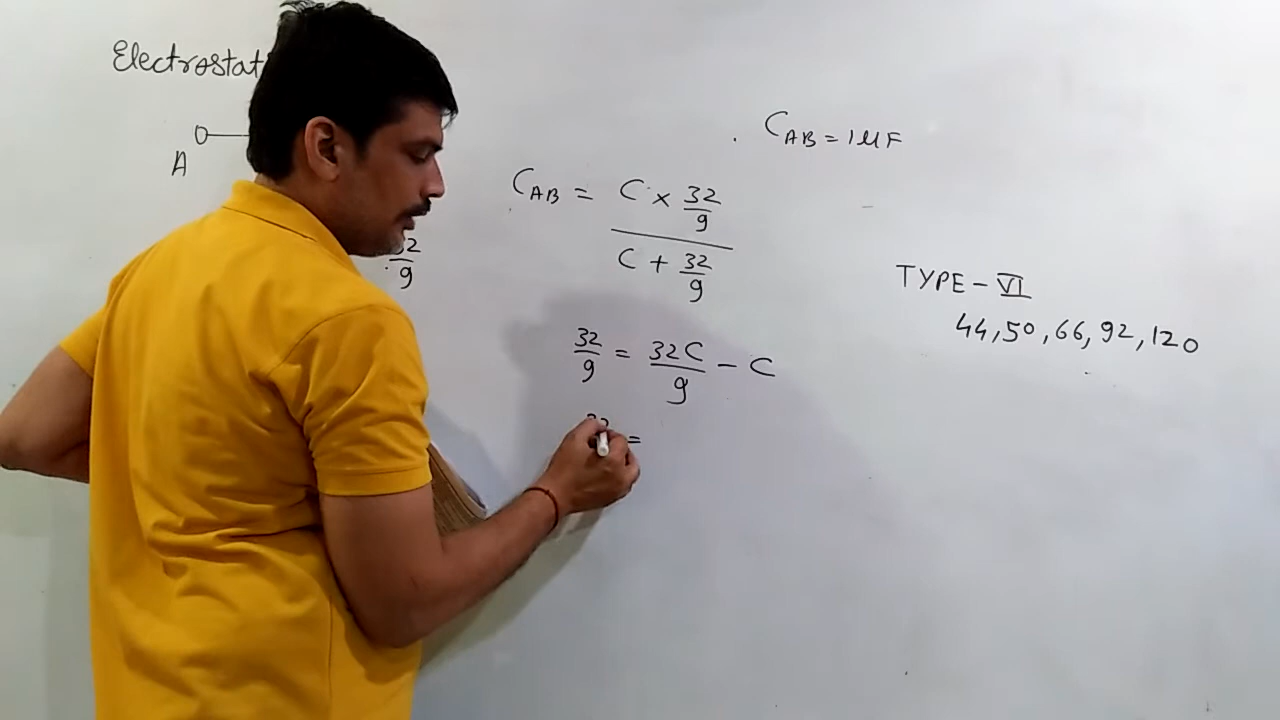 Electrostat
A
C_AB = 1μF
C_AB = (C × 32/9) / (C + 32/9)
32/9
TYPE - VI
44, 50, 66, 92, 120
32/9 = 32C/9 - C
32 =